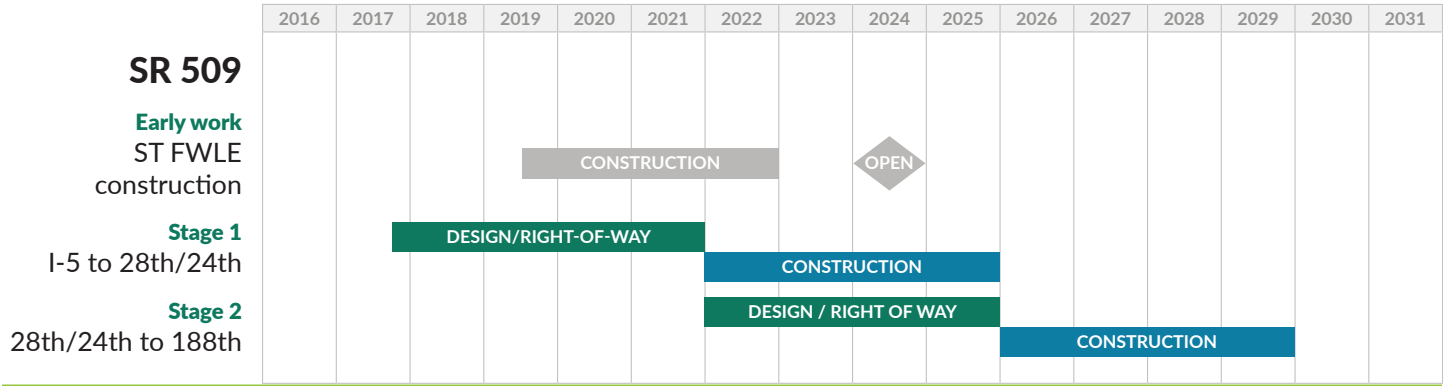 2016 2017 2018 2019 2020 2021 2022 2023 2024 2025 2026 2027 2028 2029 2030 2031
SR 509
Early work
ST FWLE
construction
CONSTRUCTION
OPEN
Stage 1
I-5 to 28th/24th
DESIGN/RIGHT-OF-WAY
CONSTRUCTION
Stage 2
28th/24th to 188th
DESIGN / RIGHT OF WAY
CONSTRUCTION